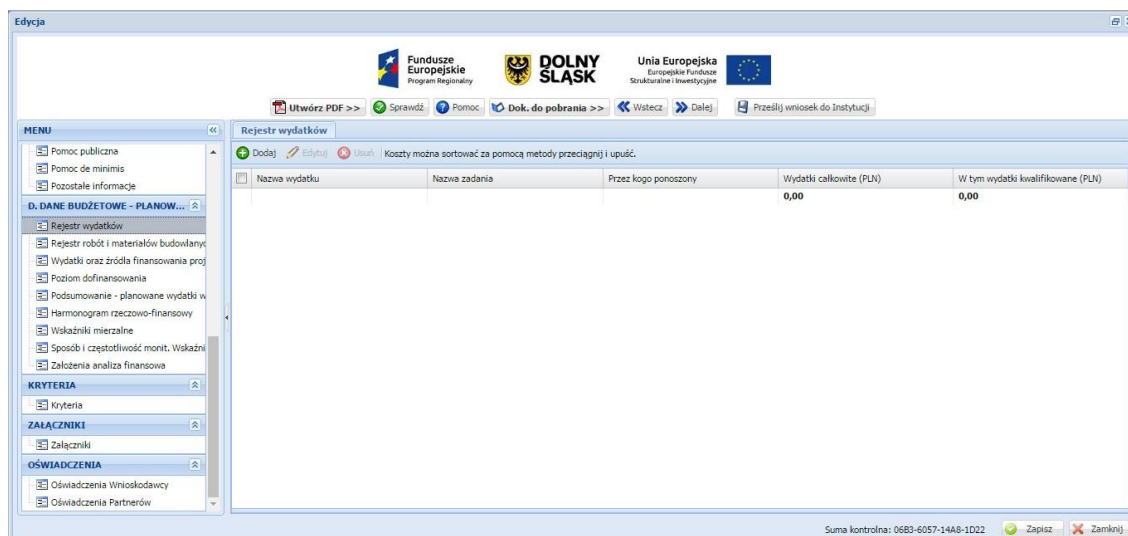 Edycja
Fundusze
Europejskie
Program Regionalny
DOLNY
ŚLĄSK
Unia Europejska
Europejskie Fundusze
Strukturalne i Inwestycyjne
Utwórz PDF >> Sprawdź Pomoc Dok. do pobrania >> Wstecz Dalej Prześlij wniosek do Instytucji
MENU
Pomoc publiczna
Pomoc de minimis
Pozostałe informacje
D. DANE BUDŻETOWE - PLANOW...
Rejestr wydatków
Rejestr robót i materiałów budowlanyc
Wydatki oraz źródła finansowania proj
Poziom dofinansowania
Podsumowanie - planowane wydatki w
Harmonogram rzeczowo-finansowy
Wskaźniki mierzalne
Sposób i częstotliwość monit. Wskaźni
Założenia analiza finansowa
KRYTERIA
Kryteria
ZAŁĄCZNIKI
Załączniki
OŚWIADCZENIA
Oświadczenia Wnioskodawcy
Oświadczenia Partnerów
Rejestr wydatków
Dodaj Edytuj Usuń Koszty można sortować za pomocą metody przeciągnij i upuść.
Nazwa wydatku Nazwa zadania Przez kogo ponoszony Wydatki całkowite (PLN) W tym wydatki kwalifikowane (PLN)
0,00 0,00
Suma kontrolna: 06B3-6057-14A8-1D22 Zapisz Zamknij